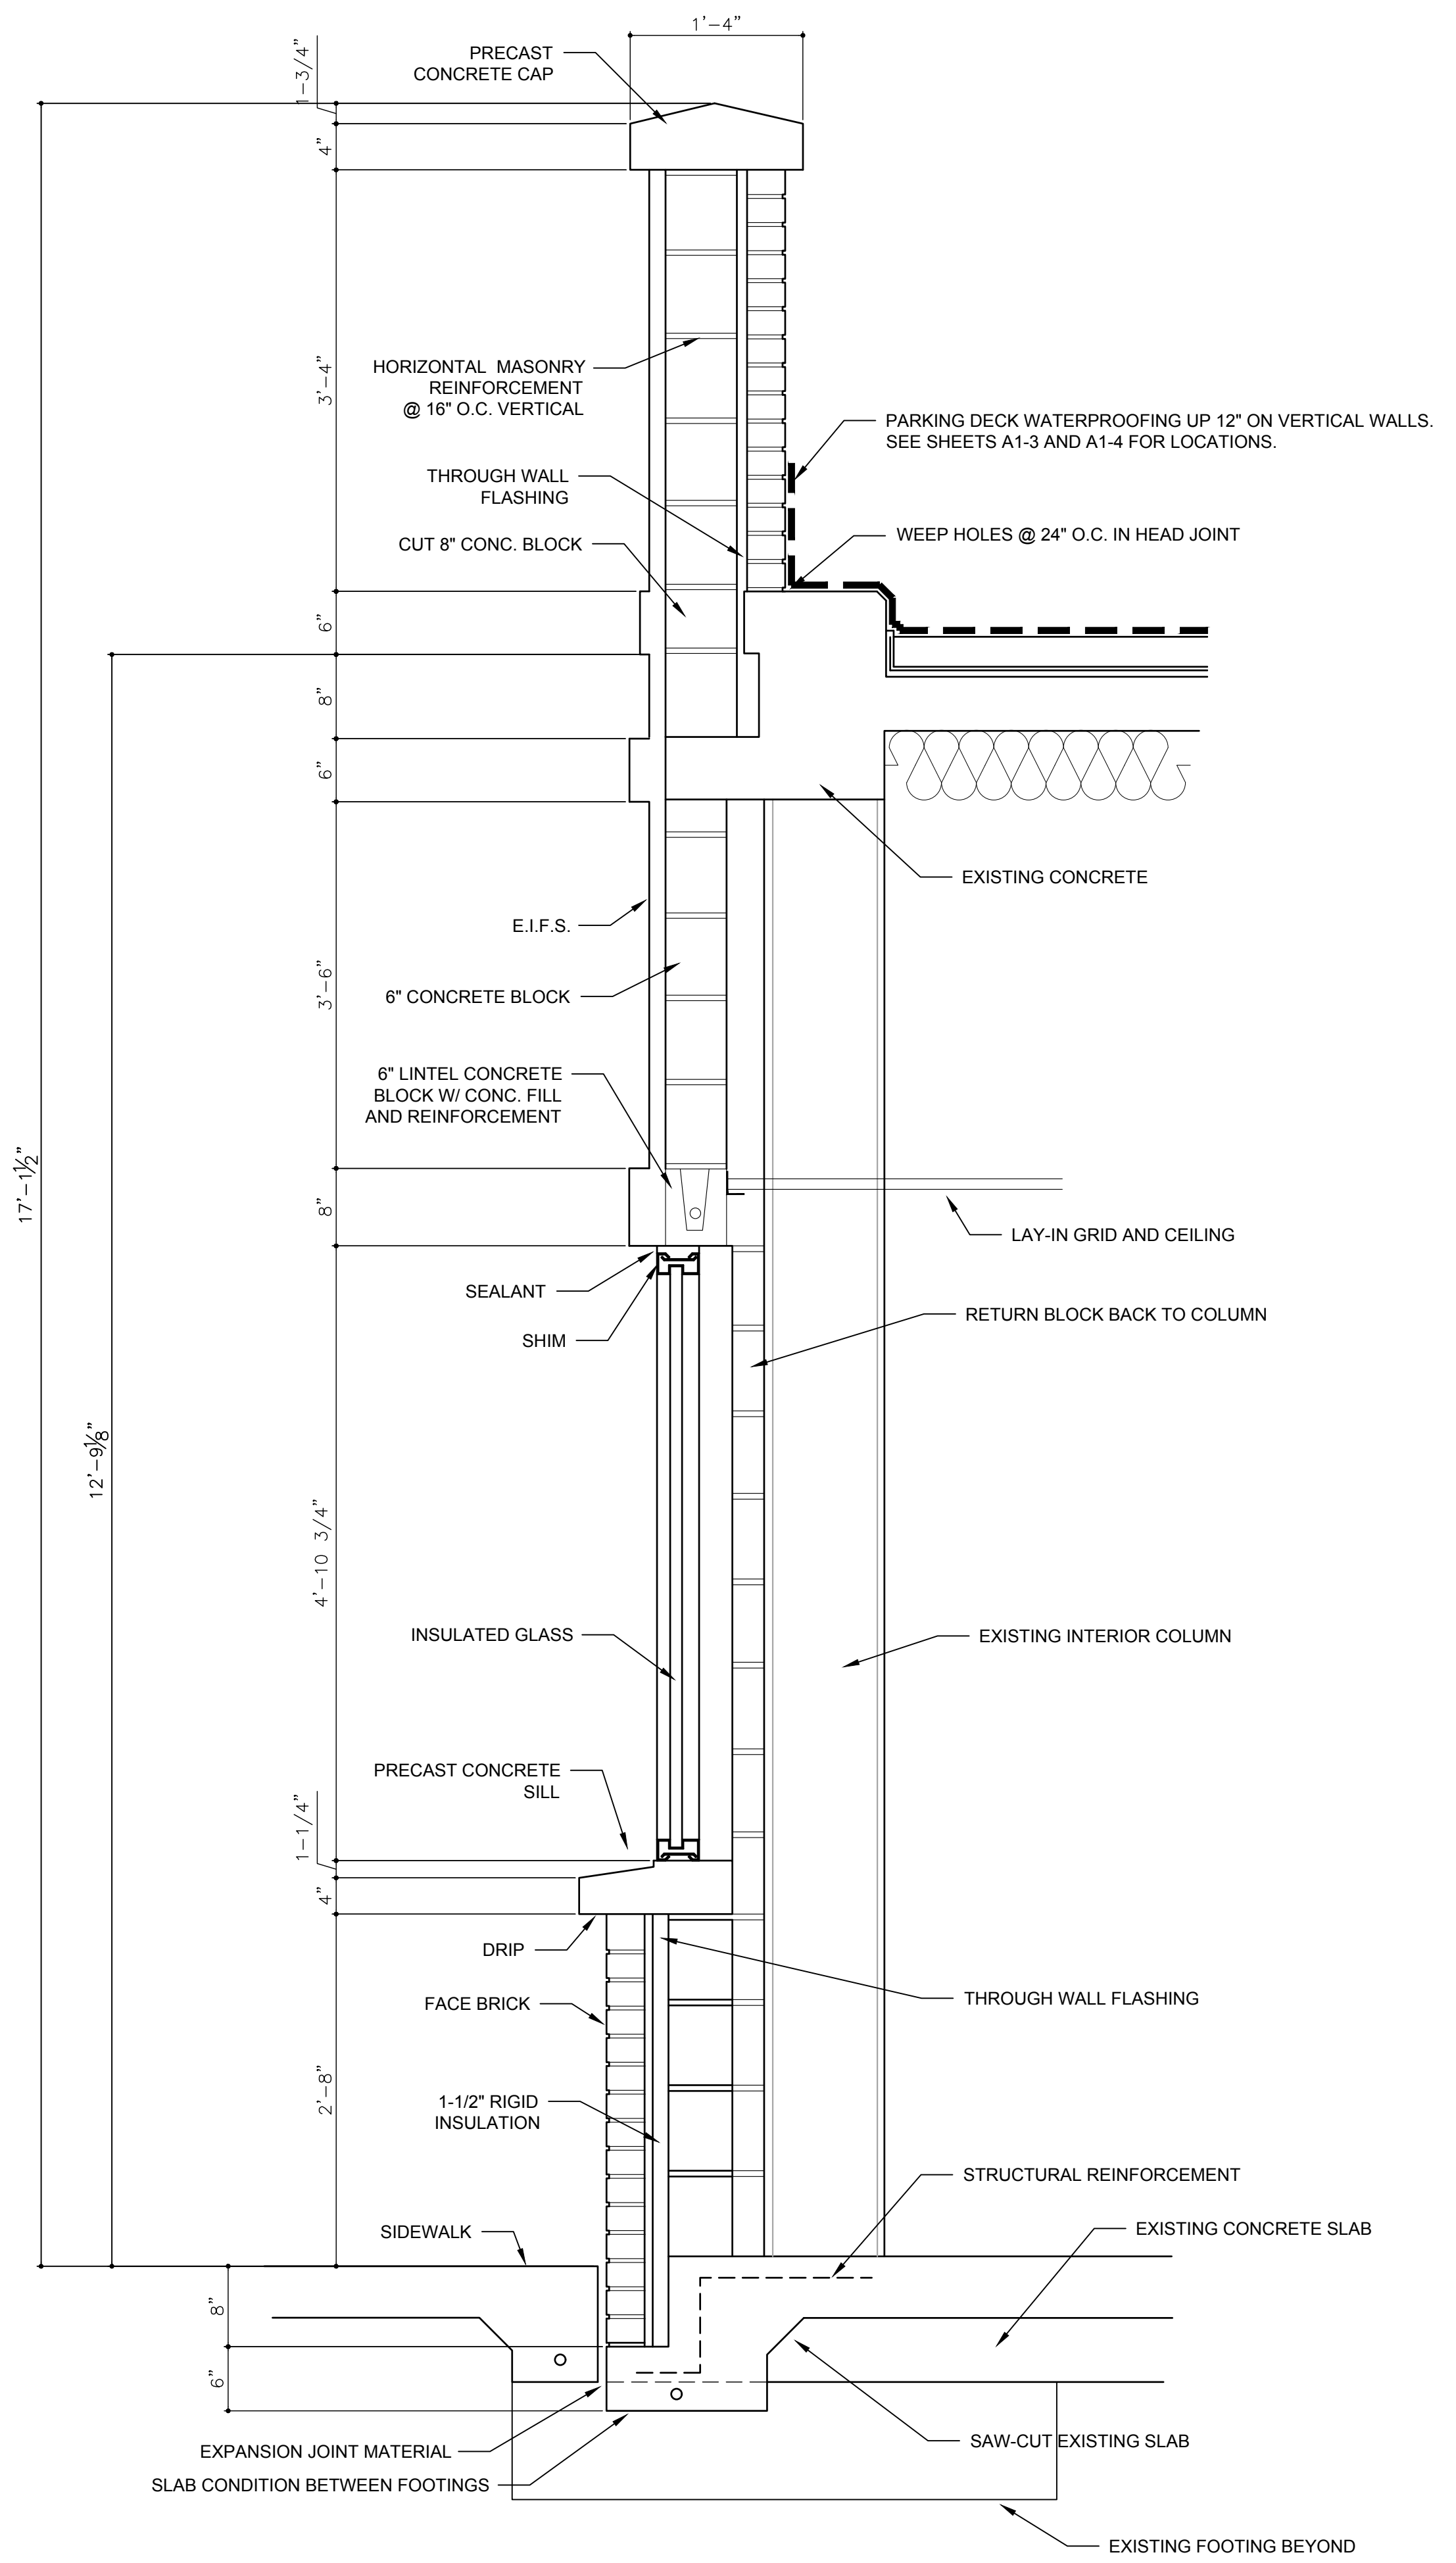 1'-4"
PRECAST
CONCRETE CAP
1-3/4"
4"
3'-4"
HORIZONTAL MASONRY
REINFORCEMENT
@ 16" O.C. VERTICAL
PARKING DECK WATERPROOFING UP 12" ON VERTICAL WALLS.
SEE SHEETS A1-3 AND A1-4 FOR LOCATIONS.
THROUGH WALL
FLASHING
WEEP HOLES @ 24" O.C. IN HEAD JOINT
CUT 8" CONC. BLOCK
6"
8"
6"
EXISTING CONCRETE
E.I.F.S.
3'-6"
6" CONCRETE BLOCK
6" LINTEL CONCRETE
BLOCK W/ CONC. FILL
AND REINFORCEMENT
17'-1½"
8"
LAY-IN GRID AND CEILING
SEALANT
RETURN BLOCK BACK TO COLUMN
SHIM
12'-9⅛"
4'-10 3/4"
INSULATED GLASS
EXISTING INTERIOR COLUMN
PRECAST CONCRETE
SILL
1-1/4"
4"
DRIP
FACE BRICK
THROUGH WALL FLASHING
2'-8"
1-1/2" RIGID
INSULATION
STRUCTURAL REINFORCEMENT
SIDEWALK
EXISTING CONCRETE SLAB
8"
6"
SAW-CUT EXISTING SLAB
EXPANSION JOINT MATERIAL
SLAB CONDITION BETWEEN FOOTINGS
EXISTING FOOTING BEYOND